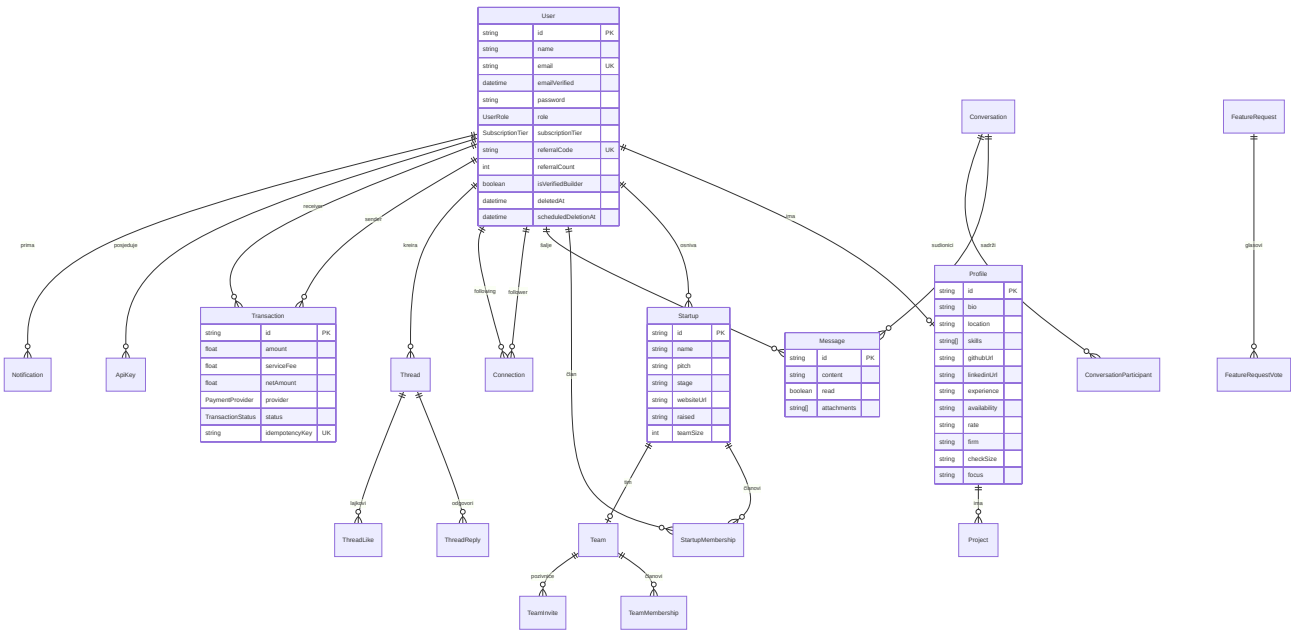 User
string id PK
string name
string email UK
datetime emailVerified
string password
UserRole role
SubscriptionTier subscriptionTier
string referralCode UK
int referralCount
boolean isVerifiedBuilder
datetime deletedAt
datetime scheduledDeletionAt
Conversation
FeatureRequest
prima
posjeduje
receiver
sender
kreira
following
follower
šalje
član
osniva
ima
sudionici
sadrži
glasovi
Notification
ApiKey
Transaction
string id PK
float amount
float serviceFee
float netAmount
PaymentProvider provider
TransactionStatus status
string idempotencyKey UK
Thread
Connection
Startup
string id PK
string name
string pitch
string stage
string websiteUrl
string raised
int teamSize
Message
string id PK
string content
boolean read
string[] attachments
Profile
string id PK
string bio
string location
string[] skills
string githubUrl
string linkedinUrl
string experience
string availability
string rate
string firm
string checkSize
string focus
ConversationParticipant
FeatureRequestVote
lajkovi
odgovori
tim
članovi
ima
ThreadLike
ThreadReply
Team
StartupMembership
Project
pozivnice
članovi
TeamInvite
TeamMembership